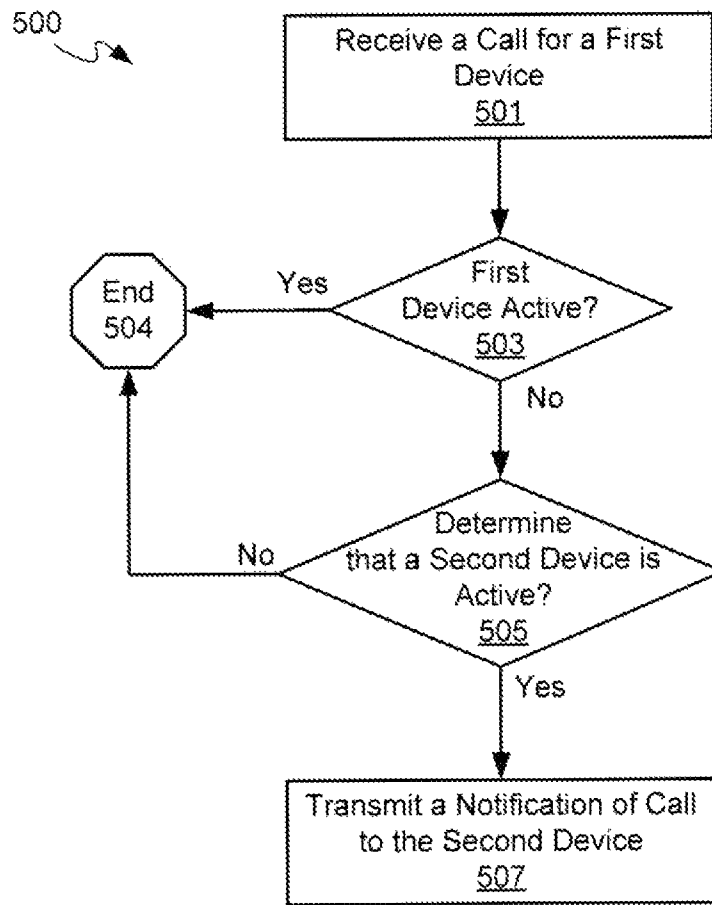 500
Receive a Call for a First
Device
501
First
Device Active?
503
Yes
End
504
No
Determine
that a Second Device is
Active?
505
No
Yes
Transmit a Notification of Call
to the Second Device
507